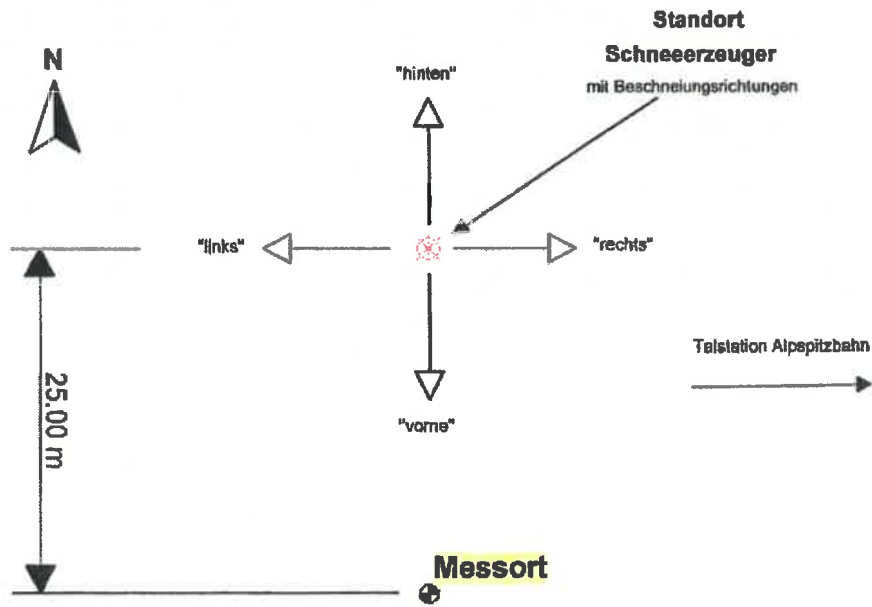 Standort
Schneeerzeuger
mit Beschneiungsrichtungen
N
"hinten"
"links"
"rechts"
Talstation Alpspitzbahn
25.00 m
"vorne"
Messort